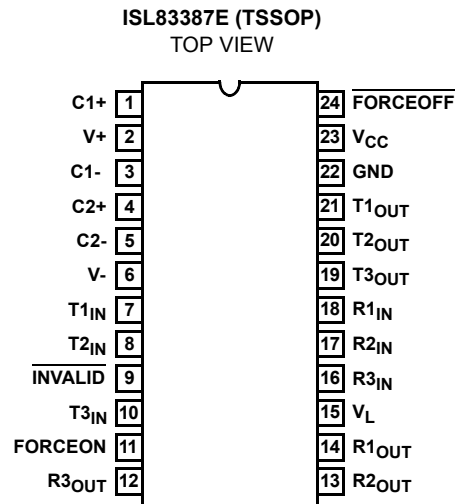 ISL83387E (TSSOP)
TOP VIEW
C1+ 1 24 FORCEOFF
V+ 2 23 VCC
C1- 3 22 GND
C2+ 4 21 T1OUT
C2- 5 20 T2OUT
V- 6 19 T3OUT
T1IN 7 18 R1IN
T2IN 8 17 R2IN
INVALID 9 16 R3IN
T3IN 10 15 VL
FORCEON 11 14 R1OUT
R3OUT 12 13 R2OUT